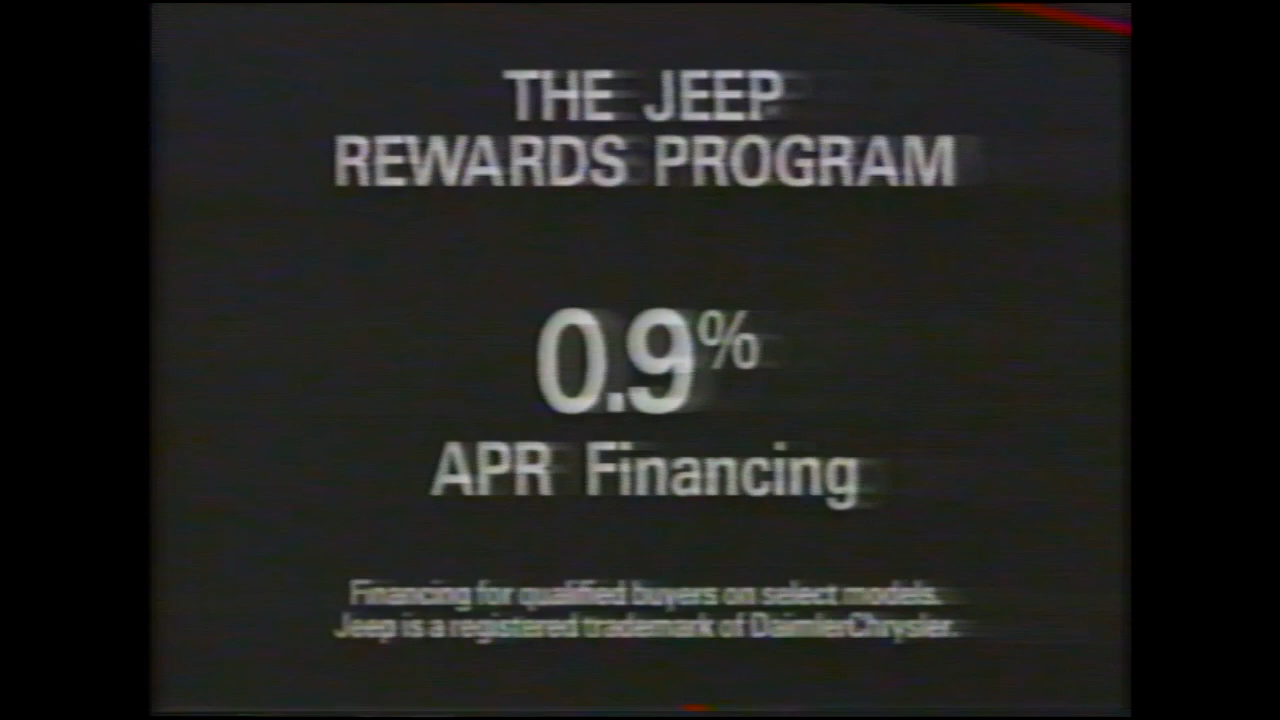 THE JEEP
REWARDS PROGRAM
0.9%
APR Financing
Financing for qualified buyers on select models.
Jeep is a registered trademark of DaimlerChrysler.